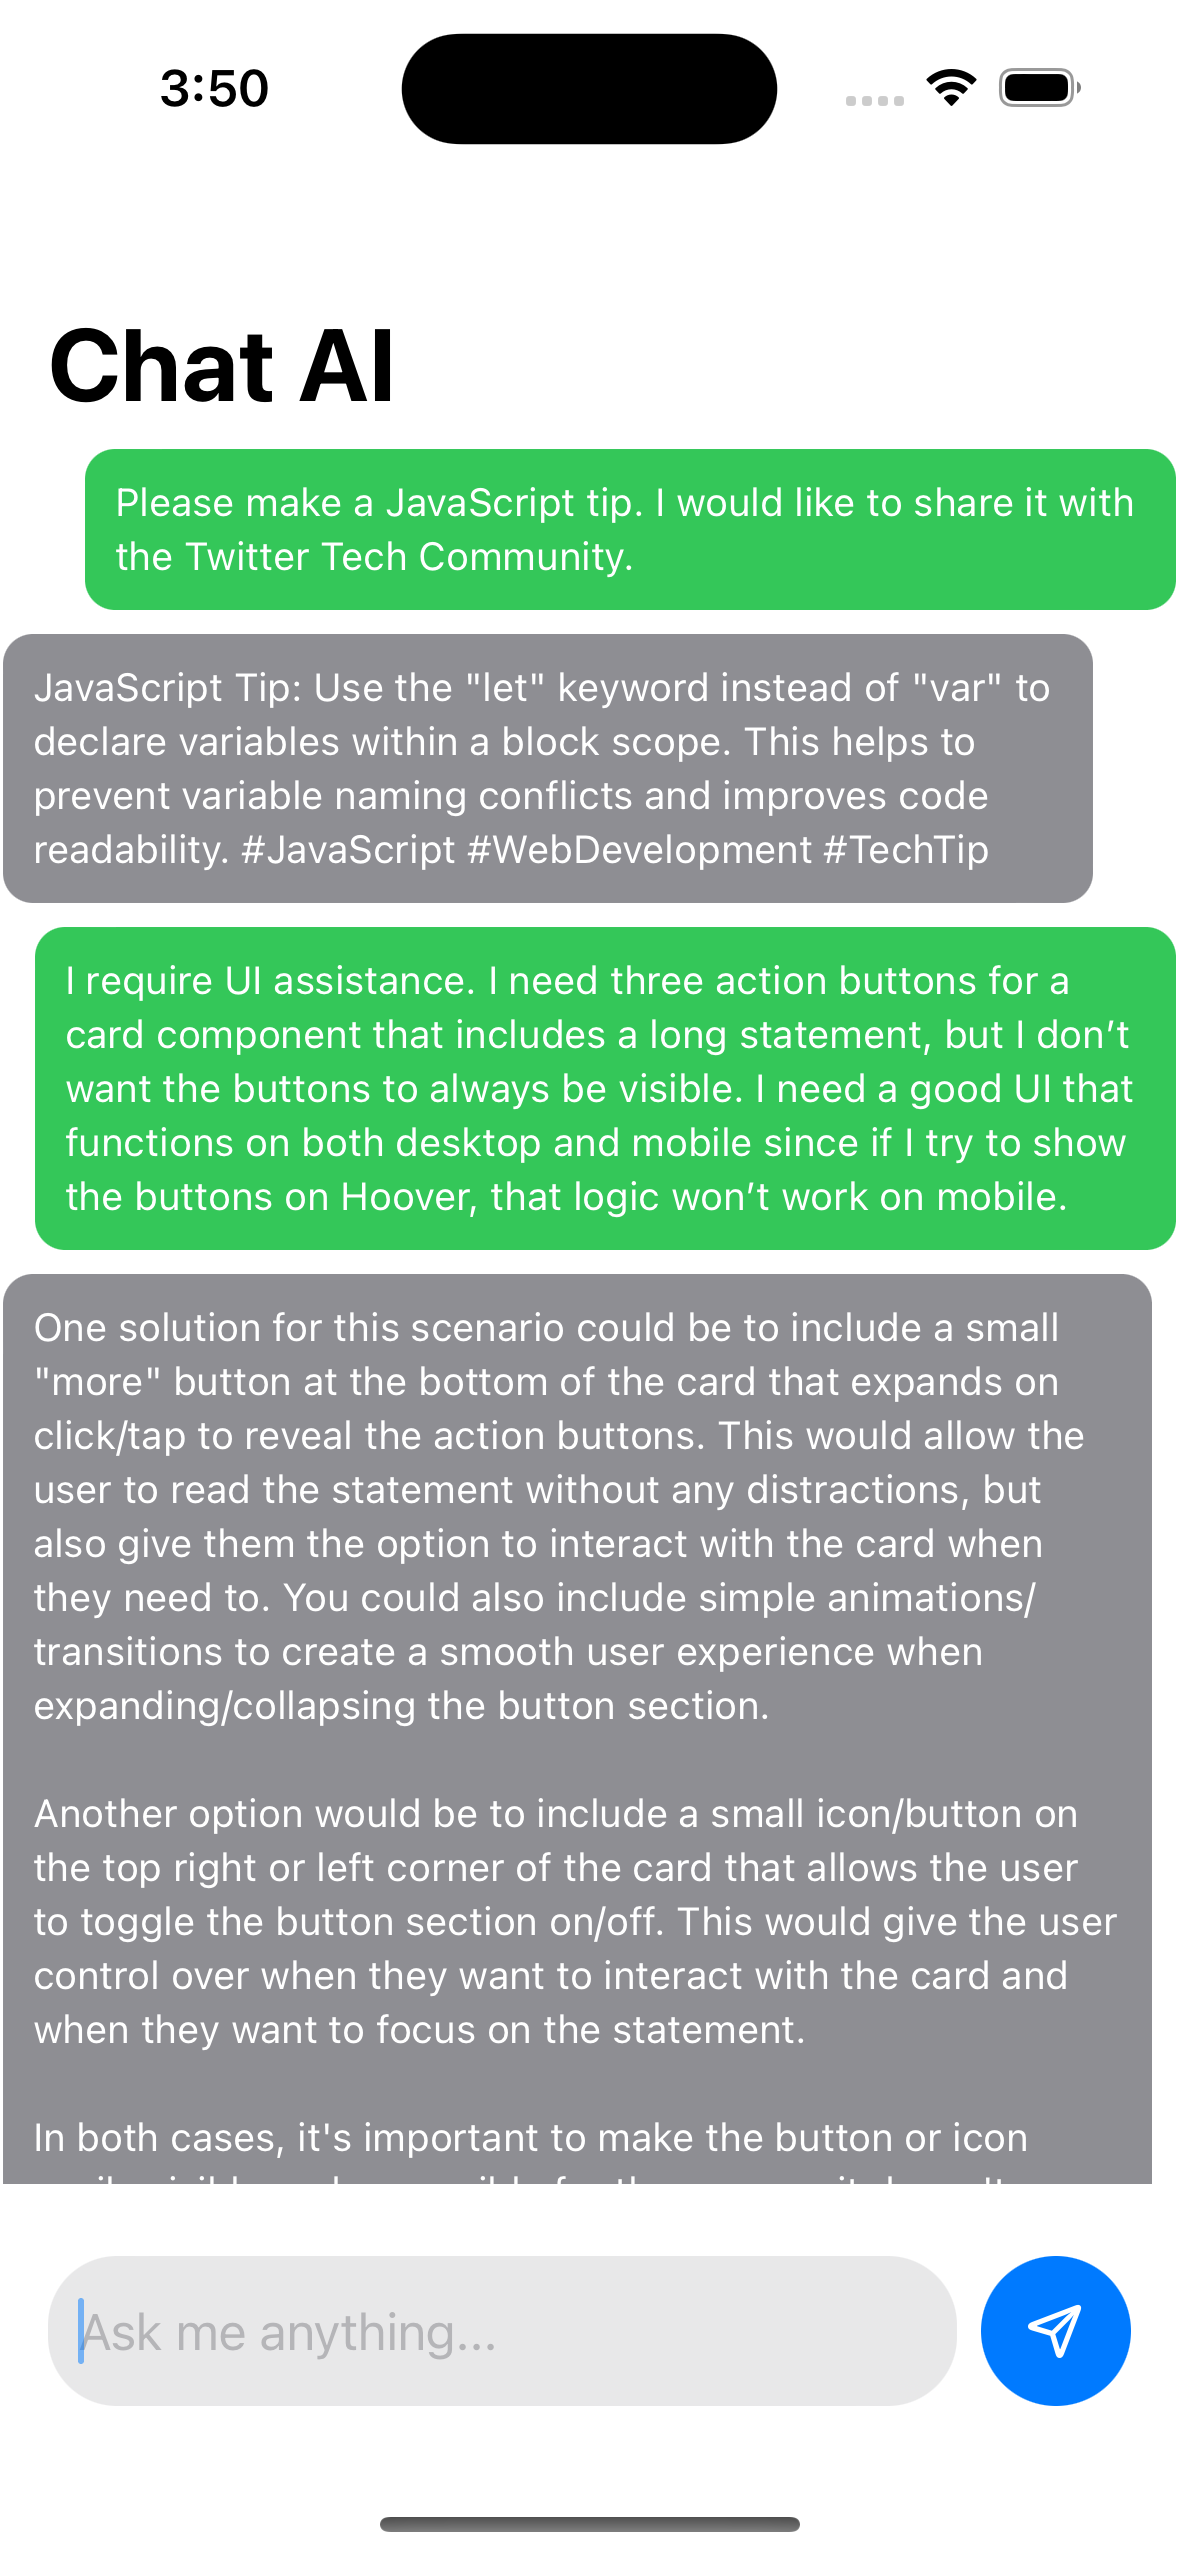 3:50
Chat AI
Please make a JavaScript tip. I would like to share it with
the Twitter Tech Community.
JavaScript Tip: Use the "let" keyword instead of "var" to
declare variables within a block scope. This helps to
prevent variable naming conflicts and improves code
readability. #JavaScript #WebDevelopment #TechTip
I require UI assistance. I need three action buttons for a
card component that includes a long statement, but I don’t
want the buttons to always be visible. I need a good UI that
functions on both desktop and mobile since if I try to show
the buttons on Hoover, that logic won’t work on mobile.
One solution for this scenario could be to include a small
"more" button at the bottom of the card that expands on
click/tap to reveal the action buttons. This would allow the
user to read the statement without any distractions, but
also give them the option to interact with the card when
they need to. You could also include simple animations/
transitions to create a smooth user experience when
expanding/collapsing the button section.
Another option would be to include a small icon/button on
the top right or left corner of the card that allows the user
to toggle the button section on/off. This would give the user
control over when they want to interact with the card and
when they want to focus on the statement.
In both cases, it's important to make the button or icon
Ask me anything...